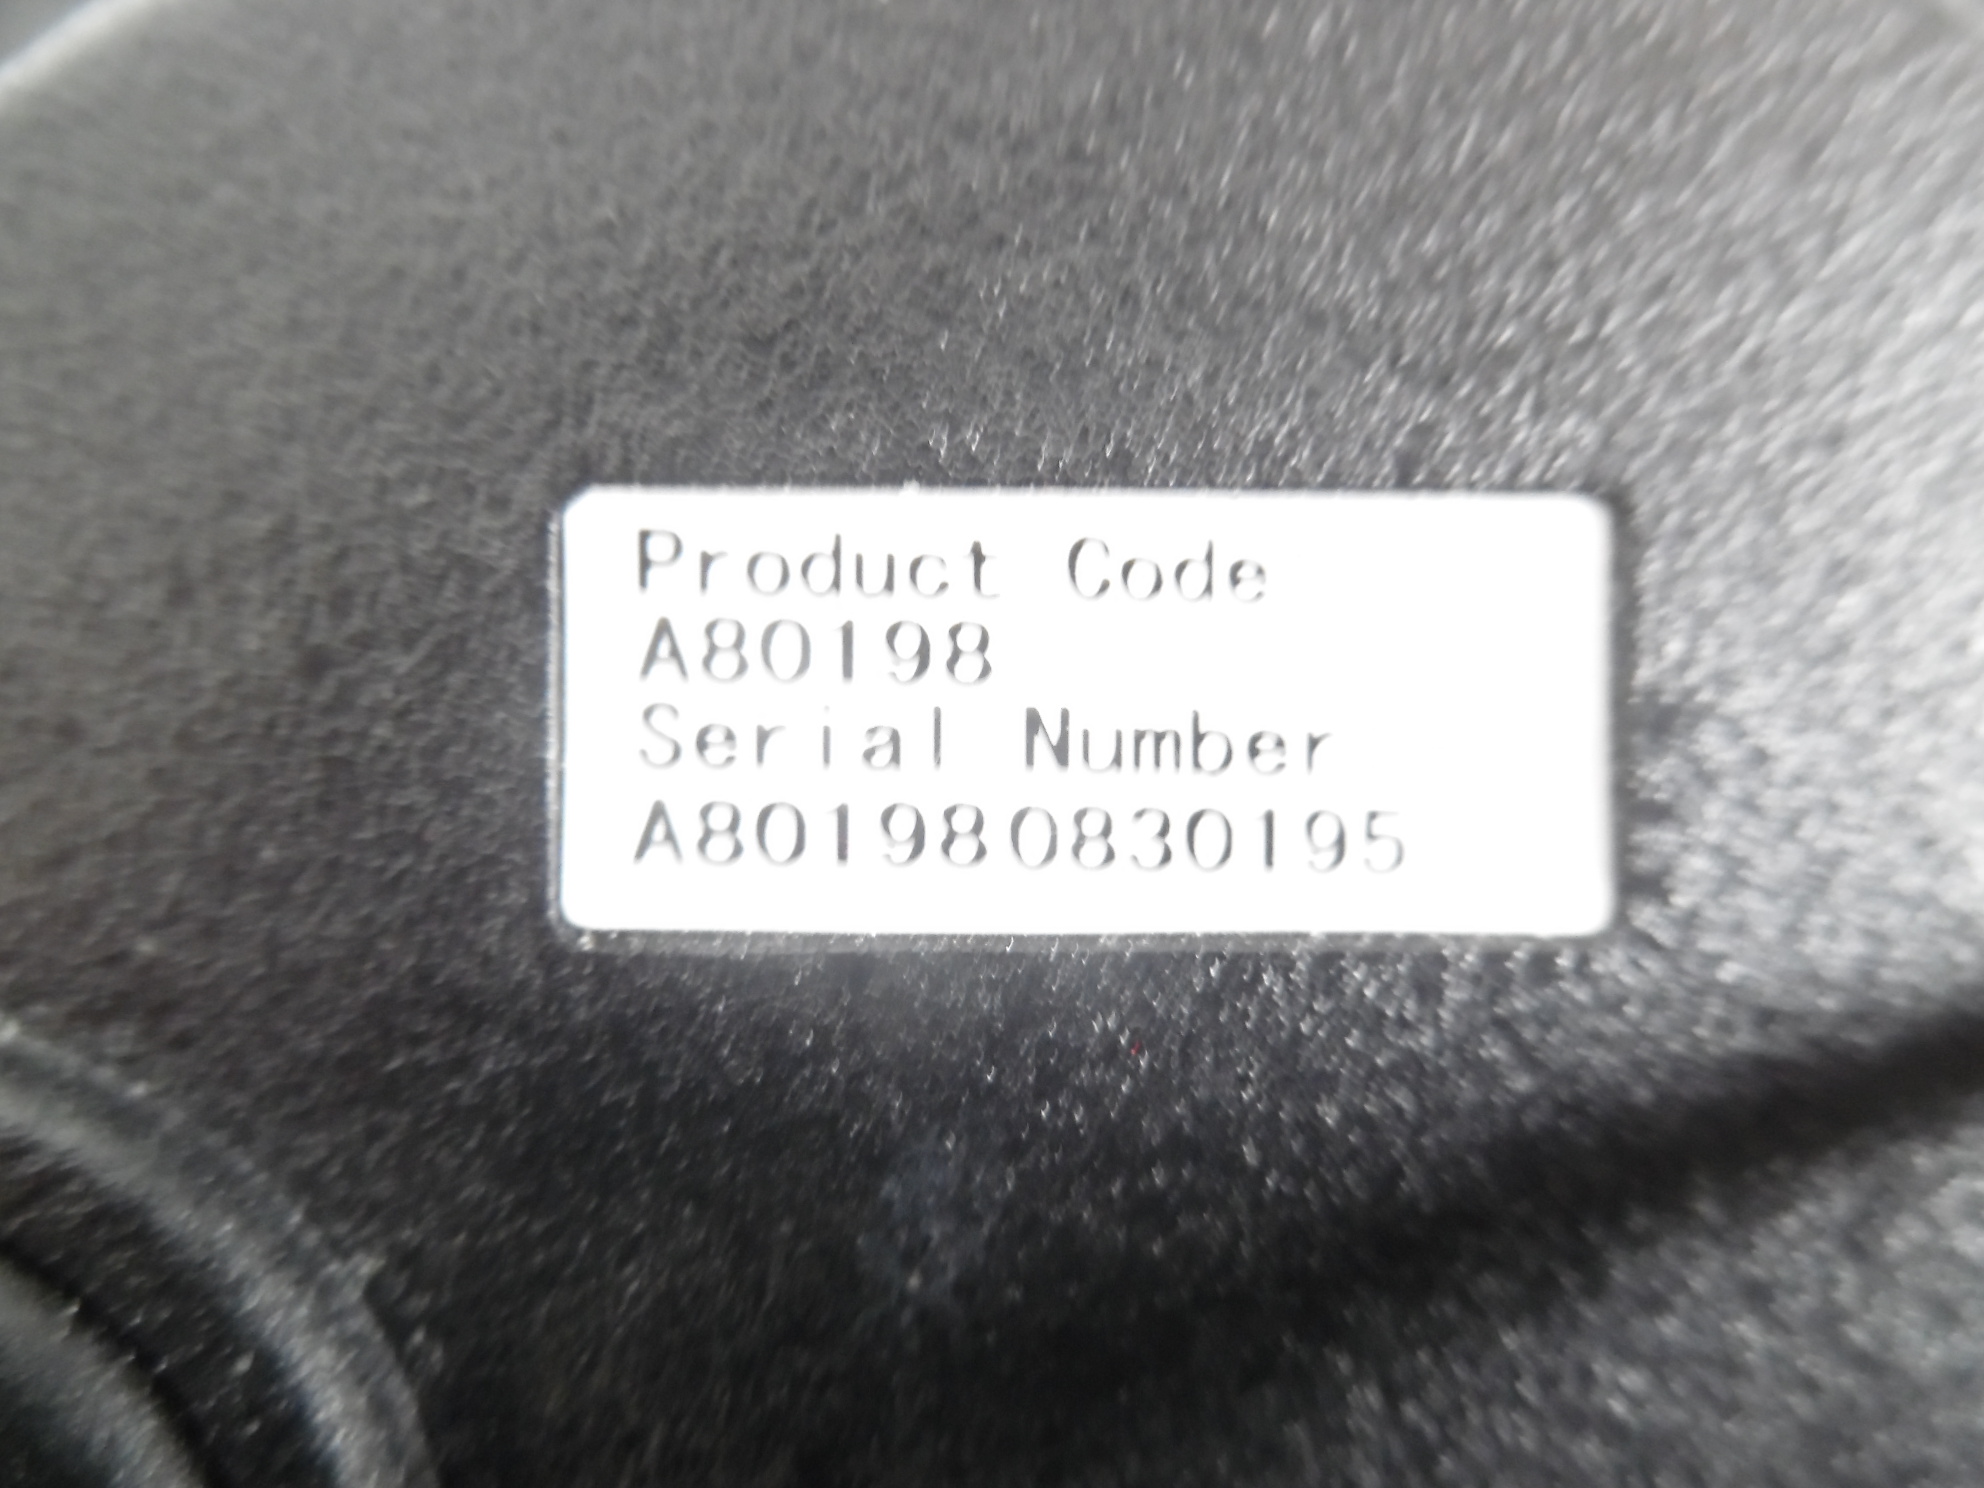 Product Code
A80198
Serial Number
A801980830195